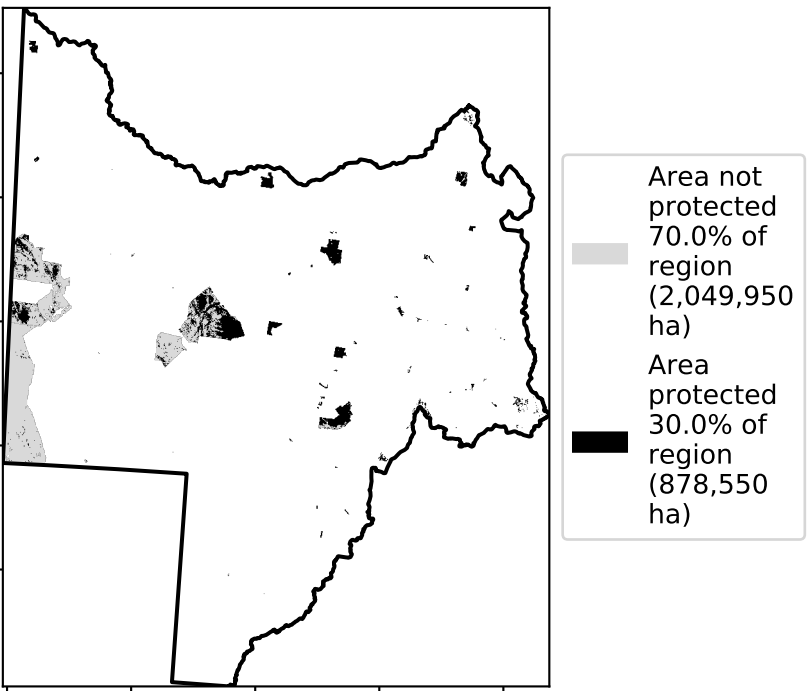 Area not
protected
70.0% of
region
(2,049,950
ha)
Area
protected
30.0% of
region
(878,550
ha)